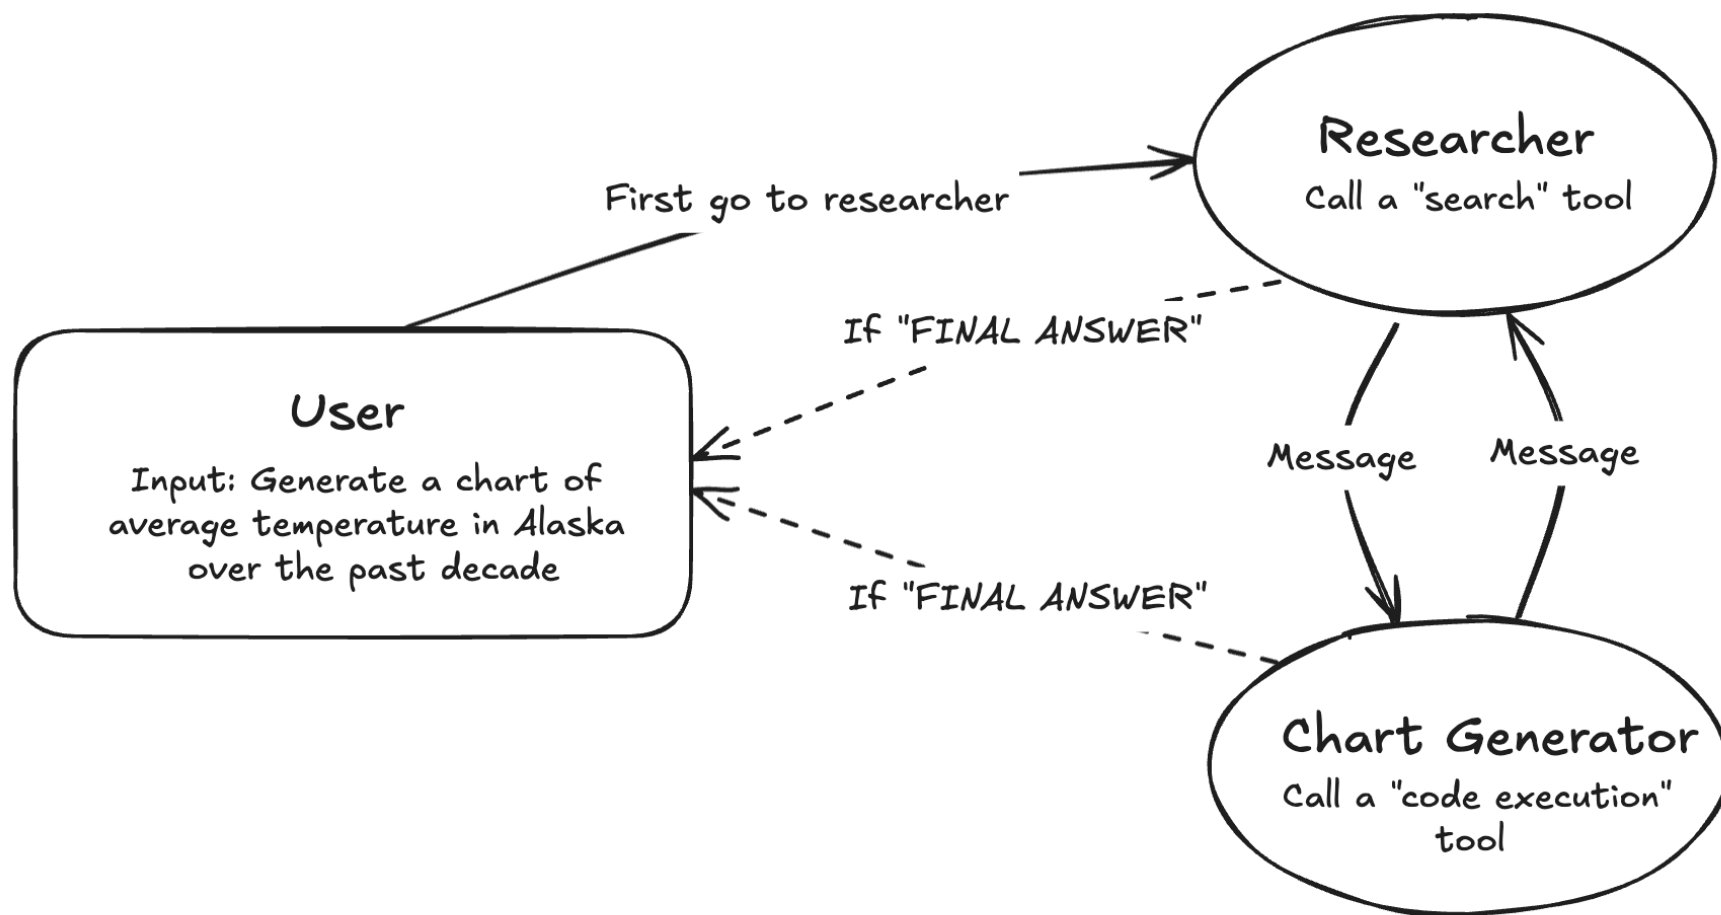 Researcher
Call a "search" tool
First go to researcher
If "FINAL ANSWER"
User
Input: Generate a chart of
average temperature in Alaska
over the past decade
Message
Message
If "FINAL ANSWER"
Chart Generator
Call a "code execution"
tool